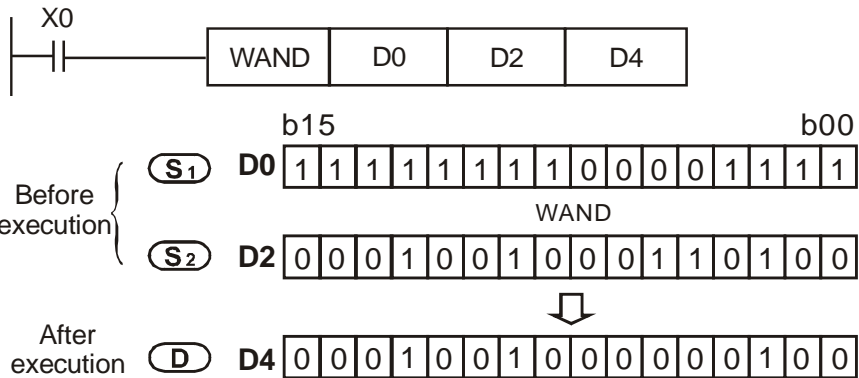 X0
WAND D0 D2 D4
b15 b00
S1 D0 1 1 1 1 1 1 1 1 0 0 0 0 1 1 1 1
Before
execution
WAND
S2 D2 0 0 0 1 0 0 1 0 0 0 1 1 0 1 0 0
After
execution
D D4 0 0 0 1 0 0 1 0 0 0 0 0 0 1 0 0